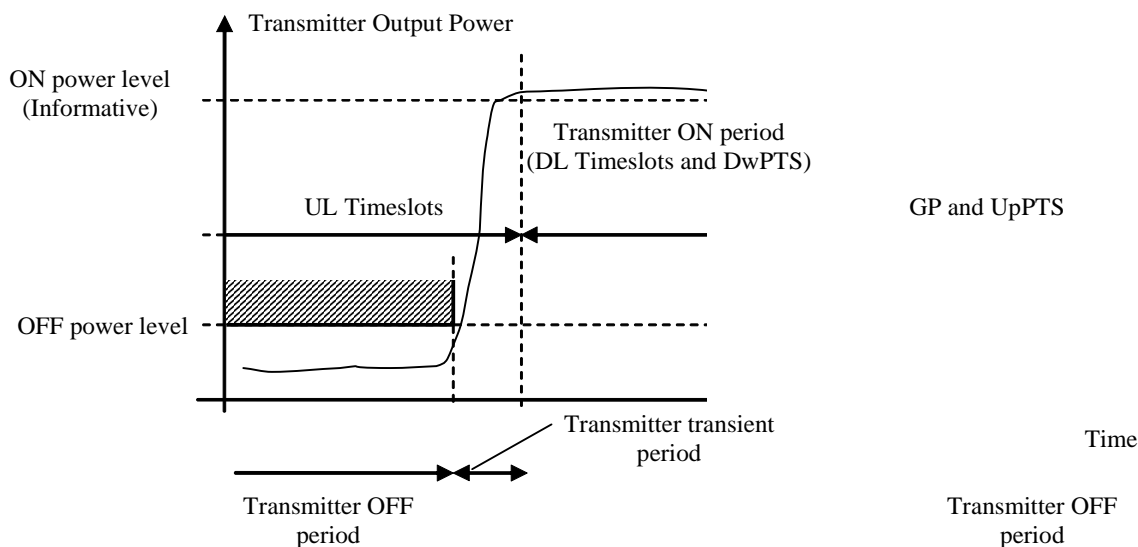 Transmitter Output Power
ON power level
(Informative)
Transmitter ON period
(DL Timeslots and DwPTS)
UL Timeslots
GP and UpPTS
OFF power level
Transmitter transient
period
Time
Transmitter OFF
period
Transmitter OFF
period